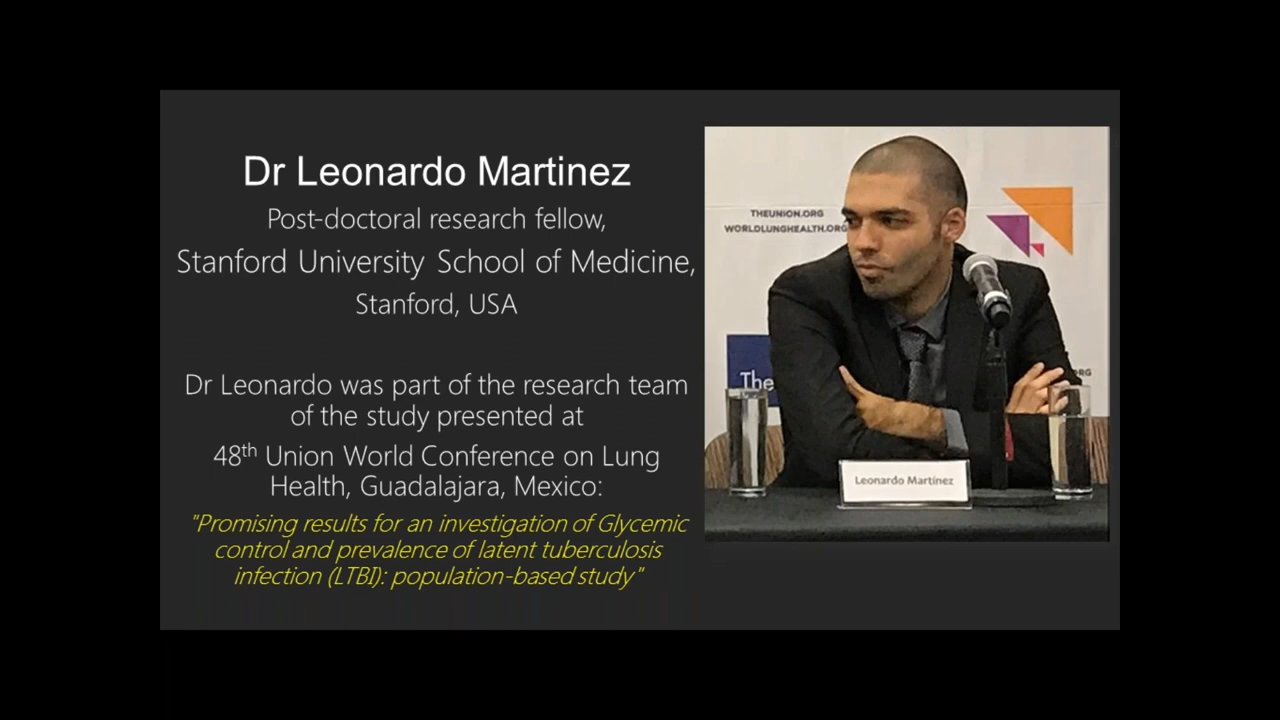 Dr Leonardo Martinez
Post-doctoral research fellow,
Stanford University School of Medicine,
Stanford, USA
Dr Leonardo was part of the research team
of the study presented at
48th Union World Conference on Lung
Health, Guadalajara, Mexico:
"Promising results for an investigation of Glycemic
control and prevalence of latent tuberculosis
infection (LTBI): population-based study"
THEUNION.ORG
WORLDLUNGHEALTH.ORG
The
ORG
Leonardo Martínez